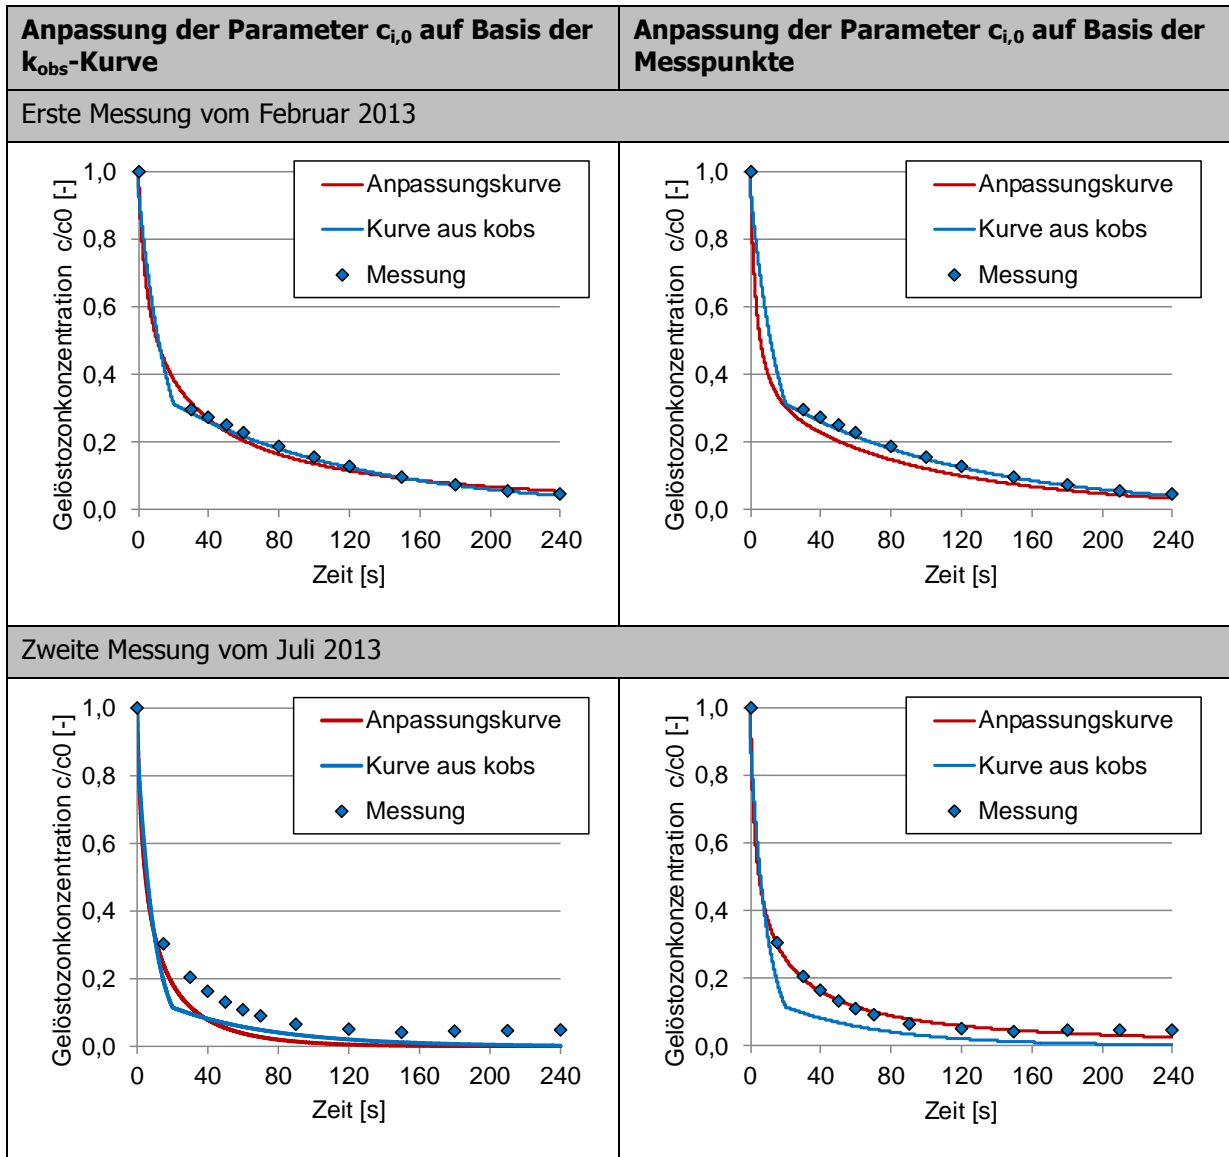 Anpassung der Parameter ci,0 auf Basis der
kobs-Kurve
Anpassung der Parameter ci,0 auf Basis der
Messpunkte
Erste Messung vom Februar 2013
Gelöstozonkonzentration c/c0 [-]
1,0
0,8
0,6
0,4
0,2
0,0
Anpassungskurve
Kurve aus kobs
Messung
0 40 80 120 160 200 240
Zeit [s]
Gelöstozonkonzentration c/c0 [-]
1,0
0,8
0,6
0,4
0,2
0,0
Anpassungskurve
Kurve aus kobs
Messung
0 40 80 120 160 200 240
Zeit [s]
Zweite Messung vom Juli 2013
Gelöstozonkonzentration c/c0 [-]
1,0
0,8
0,6
0,4
0,2
0,0
Anpassungskurve
Kurve aus kobs
Messung
0 40 80 120 160 200 240
Zeit [s]
Gelöstozonkonzentration c/c0 [-]
1,0
0,8
0,6
0,4
0,2
0,0
Anpassungskurve
Kurve aus kobs
Messung
0 40 80 120 160 200 240
Zeit [s]